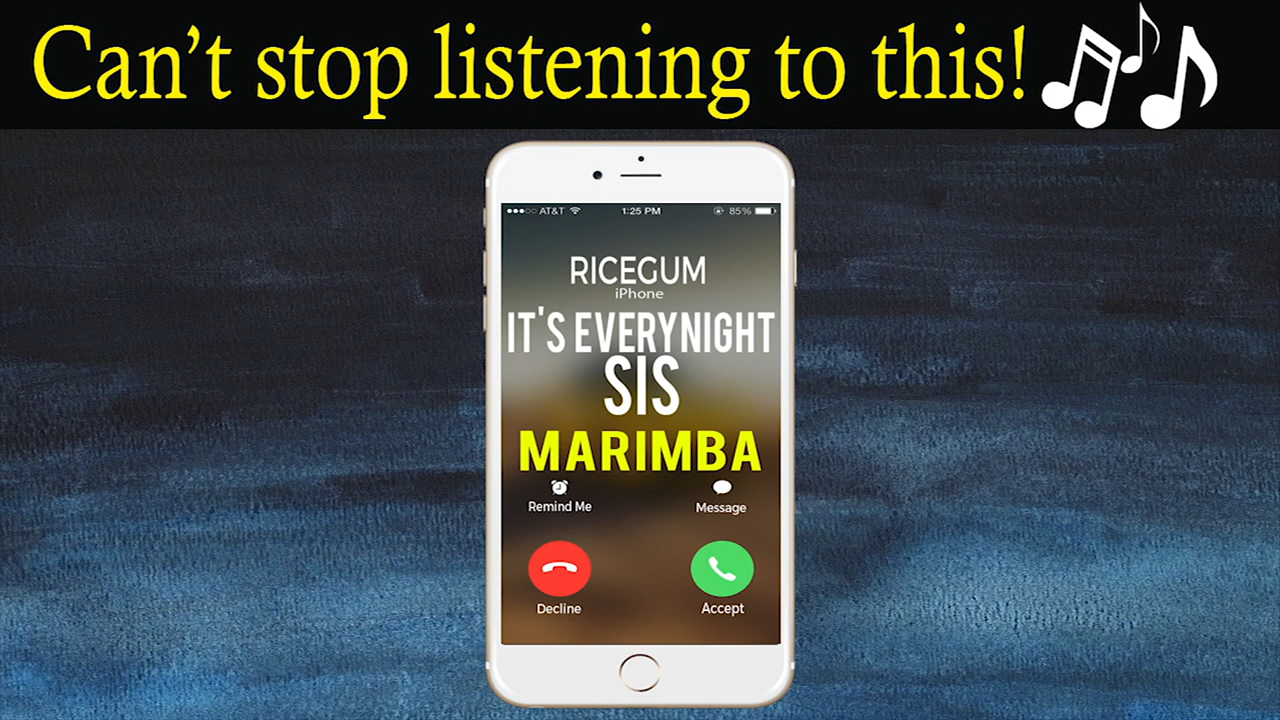 Can’t stop listening to this!
AT&T 1:25 PM 85%
RICEGUM
iPhone
IT'S EVERYNIGHT
SIS
MARIMBA
Remind Me Message
Decline Accept